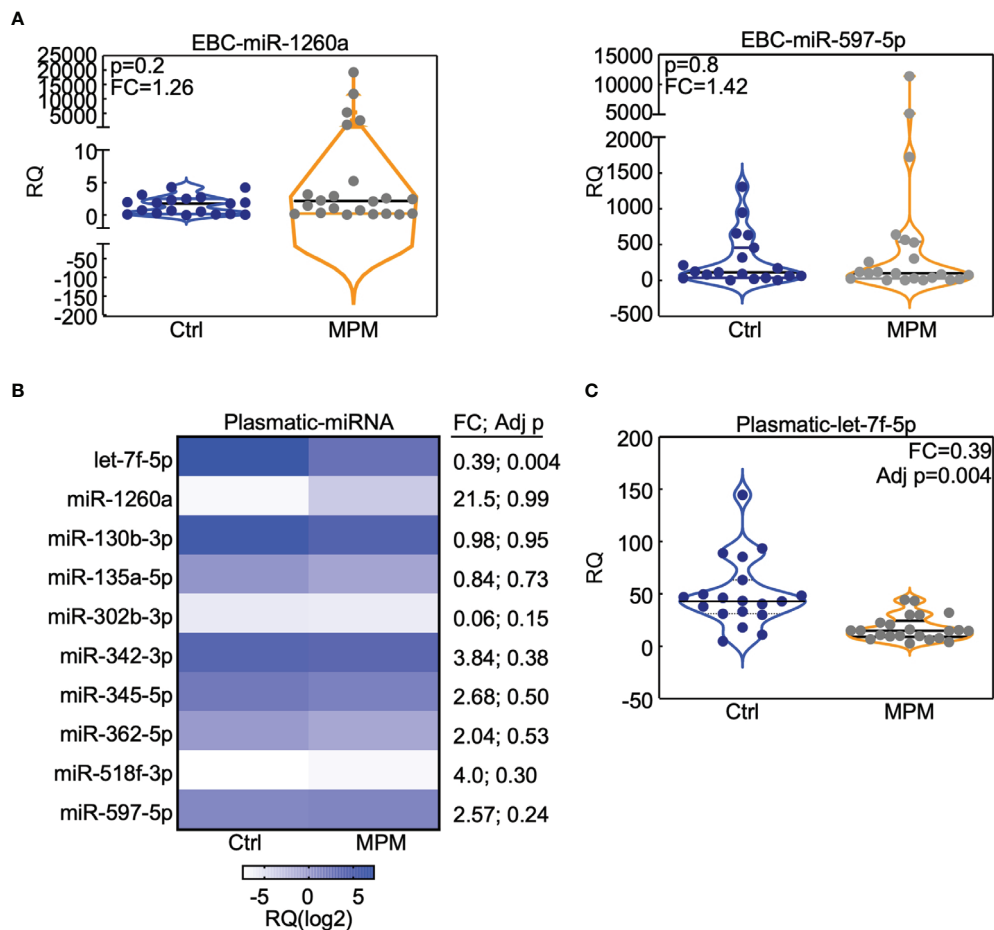 A
EBC-miR-1260a
p=0.2
FC=1.26
RQ
25000
20000
15000
10000
5000
10
5
0
-50
-100
-150
-200
Ctrl
MPM
EBC-miR-597-5p
p=0.8
FC=1.42
RQ
15000
10000
5000
2000
1500
1000
500
0
-500
Ctrl
MPM
B
Plasmatic-miRNA
FC; Adj p
let-7f-5p 0.39; 0.004
miR-1260a 21.5; 0.99
miR-130b-3p 0.98; 0.95
miR-135a-5p 0.84; 0.73
miR-302b-3p 0.06; 0.15
miR-342-3p 3.84; 0.38
miR-345-5p 2.68; 0.50
miR-362-5p 2.04; 0.53
miR-518f-3p 4.0; 0.30
miR-597-5p 2.57; 0.24
Ctrl
MPM
-5 0 5
RQ(log2)
C
Plasmatic-let-7f-5p
FC=0.39
Adj p=0.004
RQ
200
150
100
50
0
-50
Ctrl
MPM